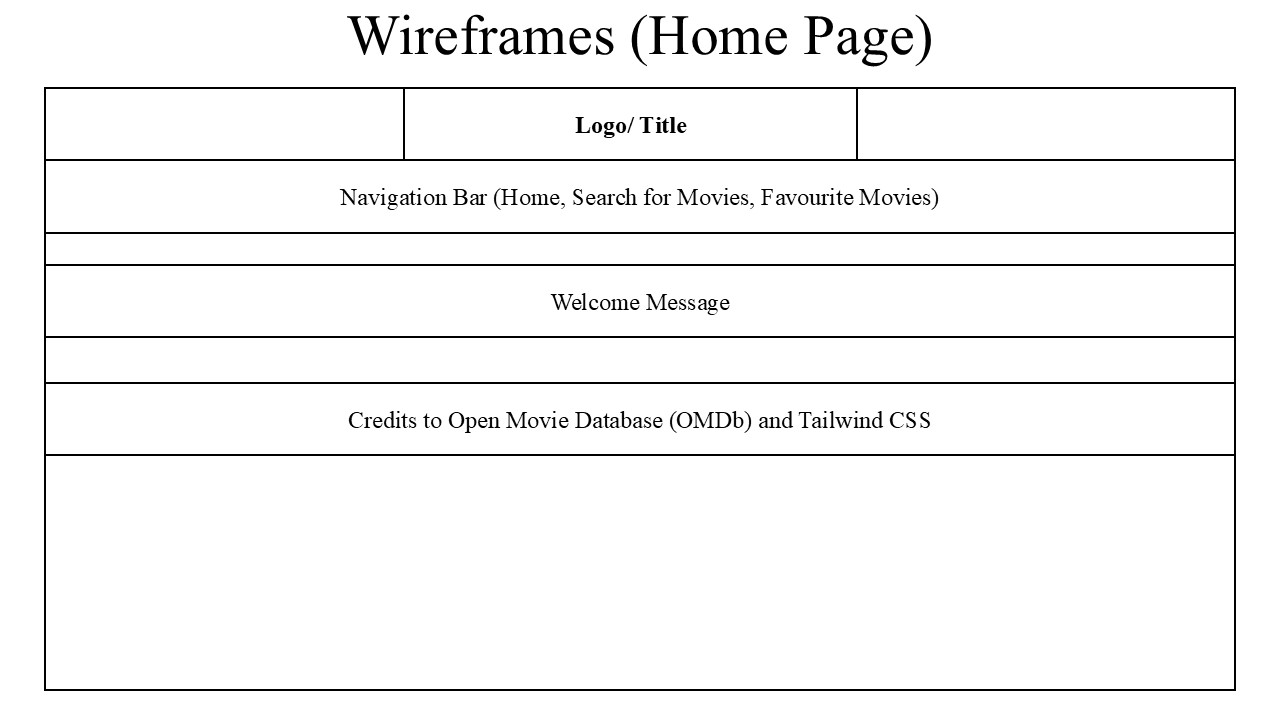 Wireframes (Home Page)
Logo/ Title
Navigation Bar (Home, Search for Movies, Favourite Movies)
Welcome Message
Credits to Open Movie Database (OMDb) and Tailwind CSS